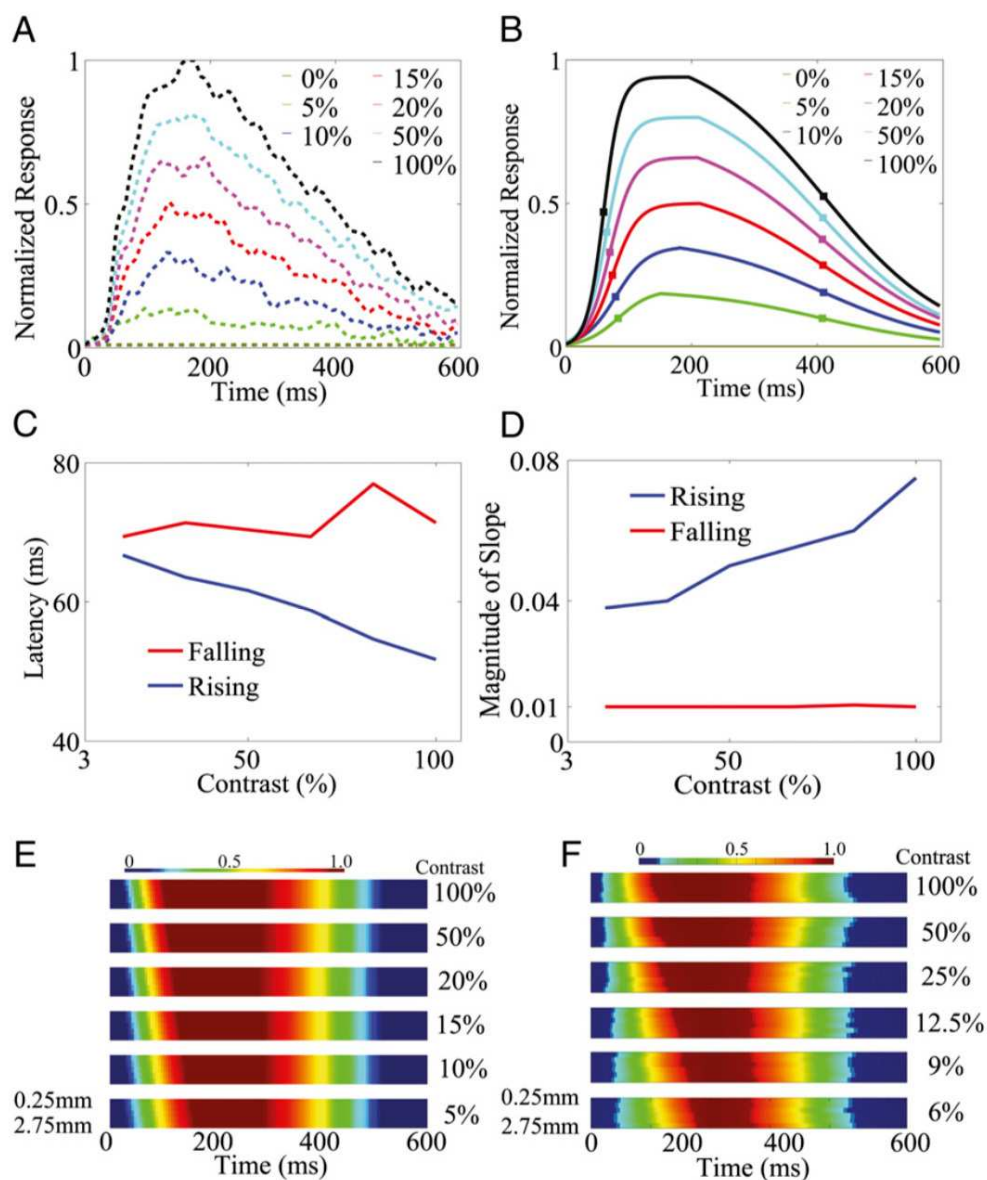 A
1
0% 15%
5% 20%
10% 50%
100%
0.5
0
0 200 400 600
Normalized Response
Time (ms)
B
1
0% 15%
5% 20%
10% 50%
100%
0.5
0
0 200 400 600
Normalized Response
Time (ms)
C
80
60
40
3 50 100
Latency (ms)
Falling
Rising
Contrast (%)
D
0.08
0.04
0.01
0
3 50 100
Magnitude of Slope
Rising
Falling
Contrast (%)
E
0 0.5 1.0
Contrast
100%
50%
20%
15%
10%
5%
0.25mm
2.75mm
0 200 400 600
Time (ms)
F
0 0.5 1.0
Contrast
100%
50%
25%
12.5%
9%
6%
0.25mm
2.75mm
0 200 400 600
Time (ms)